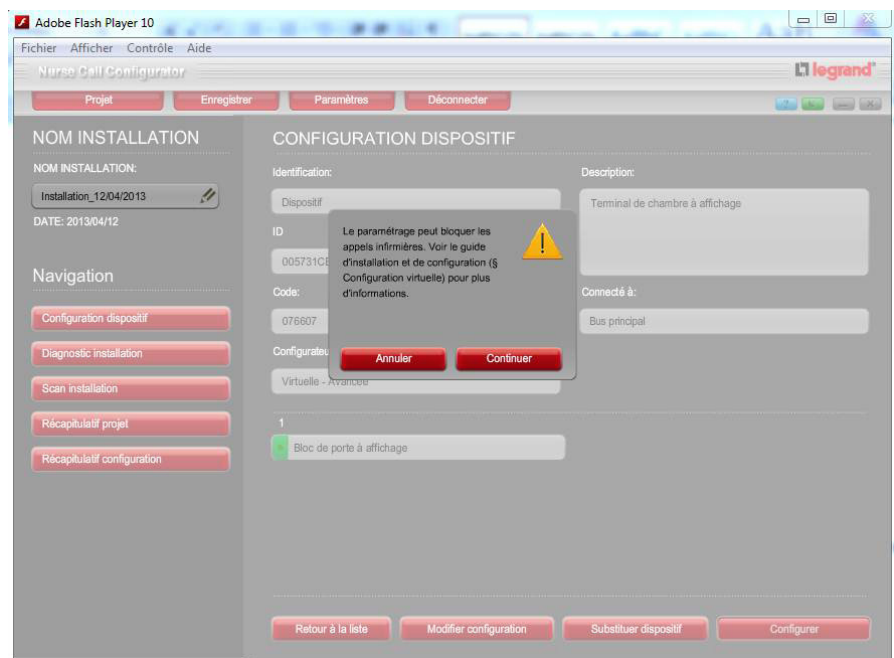 Adobe Flash Player 10
Fichier Afficher Contrôle Aide
Nurse Call Configurator
legrand
Projet Enregistrer Paramètres Déconnecter
NOM INSTALLATION
NOM INSTALLATION:
Installation_12/04/2013
DATE: 2013/04/12
Navigation
Configuration dispositif
Diagnostic installation
Scan installation
Récapitulatif projet
Récapitulatif configuration
CONFIGURATION DISPOSITIF
Identification:
Dispositif
ID
Code:
076607
Virtuelle - Avancée
Description:
Terminal de chambre à affichage
Connecté à:
Bus principal
Le paramétrage peut bloquer les
appels infirmières. Voir le guide
d'installation et de configuration (§
Configuration virtuelle) pour plus
d'informations.
Annuler Continuer
1
Bloc de porte à affichage
Retour à la liste Modifier configuration Substituer dispositif Configurer